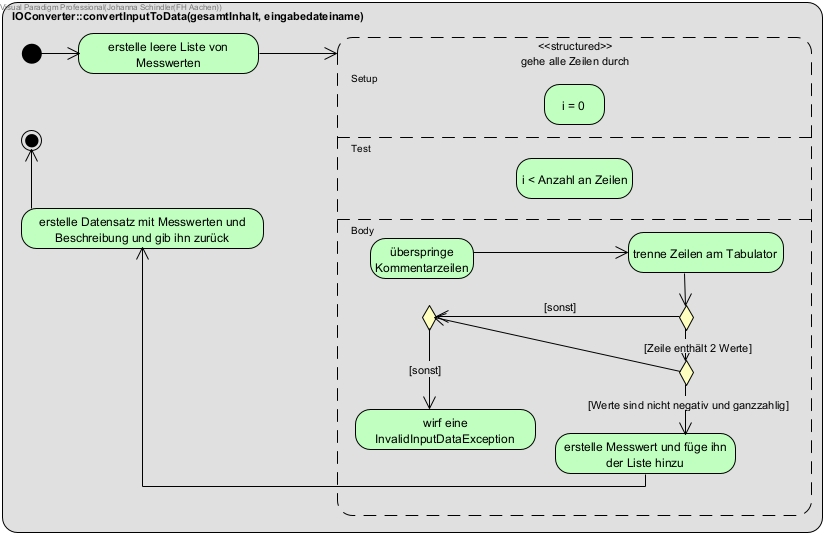 Visual Paradigm Professional(Johanna Schindler(FH Aachen))
IOConverter::convertInputToData(gesamtInhalt, eingabedateiname)
erstelle leere Liste von
Messwerten
<<structured>>
gehe alle Zeilen durch
Setup
i = 0
Test
i < Anzahl an Zeilen
erstelle Datensatz mit Messwerten und
Beschreibung und gib ihn zurück
Body
überspringe
Kommentarzeilen
trenne Zeilen am Tabulator
[sonst]
[Zeile enthält 2 Werte]
[sonst]
[Werte sind nicht negativ und ganzzahlig]
wirf eine
InvalidInputDataException
erstelle Messwert und füge ihn
der Liste hinzu